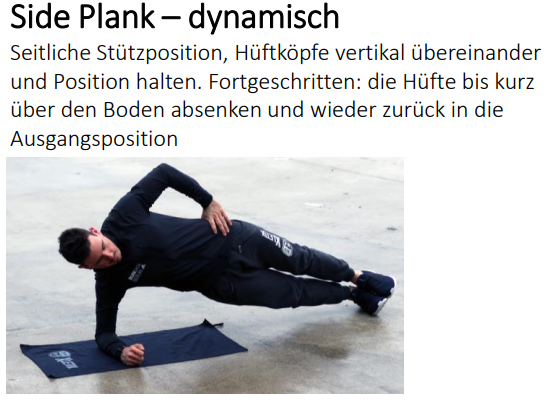 Side Plank – dynamisch
Seitliche Stützposition, Hüftköpfe vertikal übereinander
und Position halten. Fortgeschritten: die Hüfte bis kurz
über den Boden absenken und wieder zurück in die
Ausgangsposition